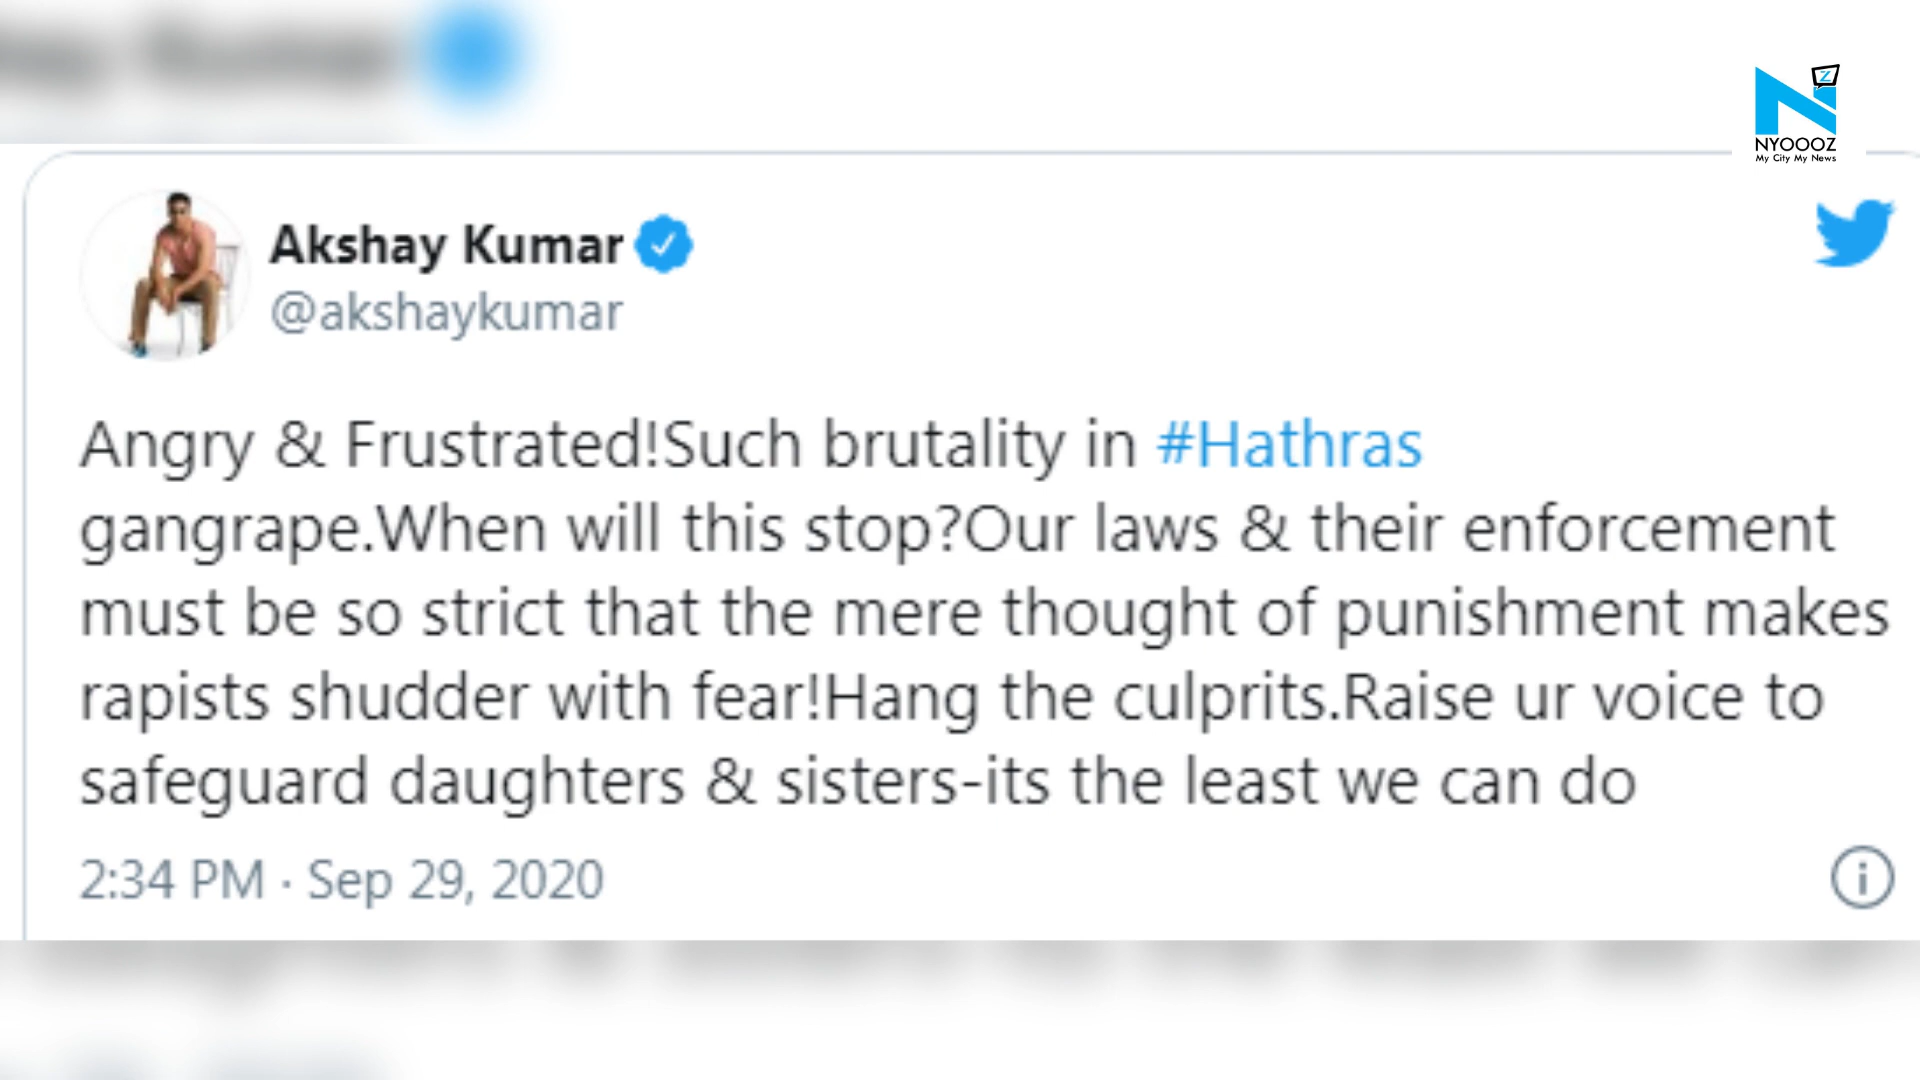 Z
NYOOOZ
My City My News
Akshay Kumar
@akshaykumar
Angry & Frustrated!Such brutality in #Hathras
gangrape.When will this stop?Our laws & their enforcement
must be so strict that the mere thought of punishment makes
rapists shudder with fear!Hang the culprits.Raise ur voice to
safeguard daughters & sisters-its the least we can do
2:34 PM · Sep 29, 2020